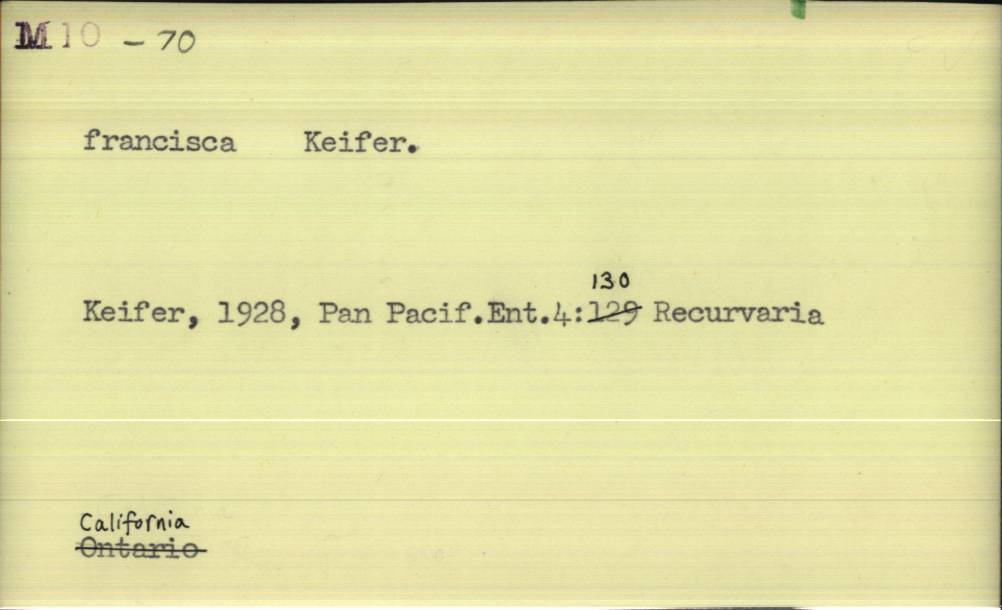 M10 - 70
francisca Keifer.
130
Keifer, 1928, Pan Pacif.Ent.4:129 Recurvaria
California
Ontario